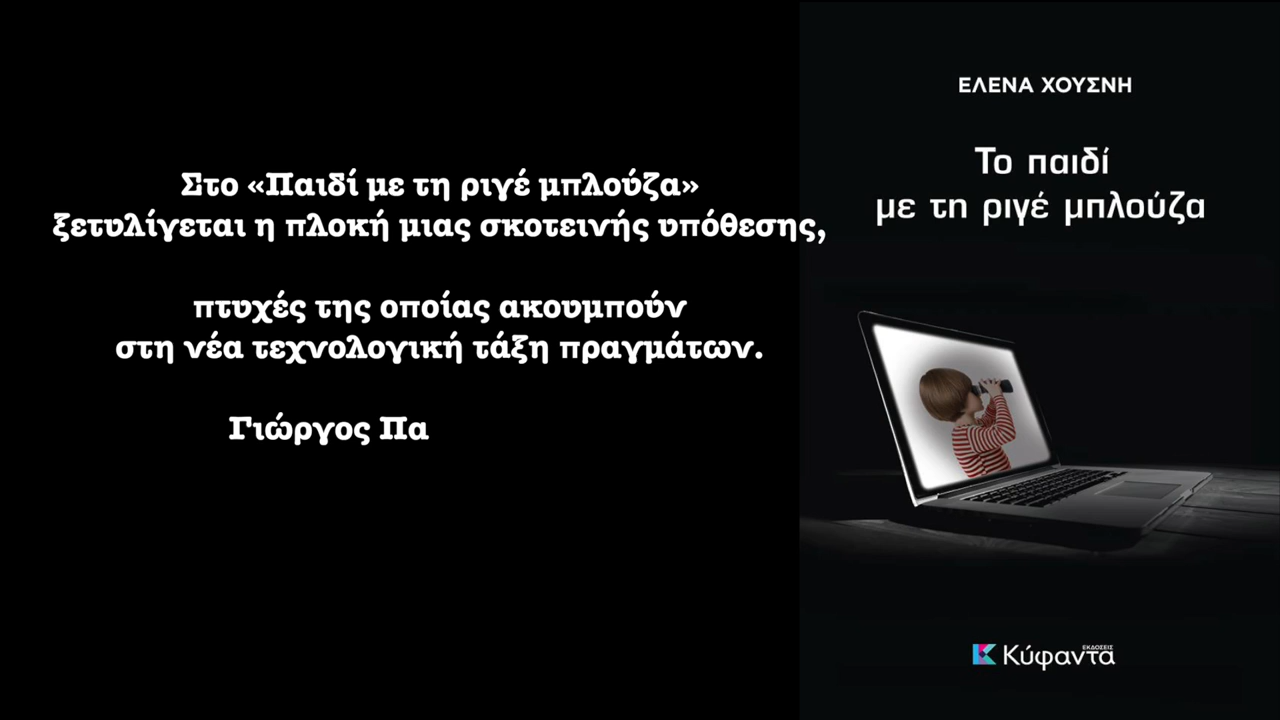 Στο «Παιδί με τη ριγέ μπλούζα»
ξετυλίγεται η πλοκή μιας σκοτεινής υπόθεσης,
πτυχές της οποίας ακουμπούν
στη νέα τεχνολογική τάξη πραγμάτων.
Γιώργος Πα
ΕΛΕΝΑ ΧΟΥΣΝΗ
Το παιδί
με τη ριγέ μπλούζα
ΕΚΔΟΣΕΙΣ
Κύφαντα